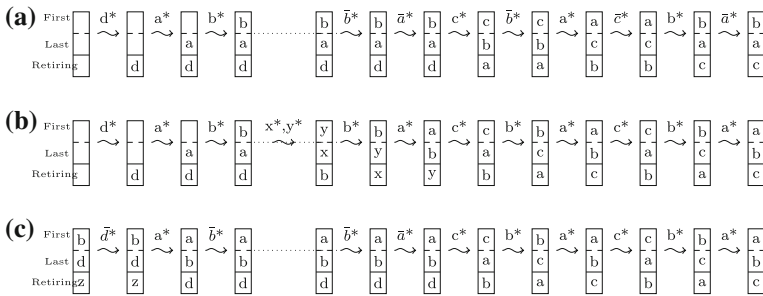 (a) d* a* b* b̄* ā* c* b̄* a* c̄* b* ā*
First b b b b c c a a b b
Last a a a a a b b c c a a
Retiring d d d d d d a a b b c c
(b) d* a* b* x*,y* b* a* c* b* a* c* b* a*
First b y b a c b a c b a
Last a a x y b a c b a c b
Retiring d d d b x y b a c b a c
(c) d̄* a* b̄* b̄* ā* c* b* a* c* b* a*
First b b a a a a a c b a c b a
Last d d b b b b b a c b a c b
Retiring z z d d d d d b a c b a c